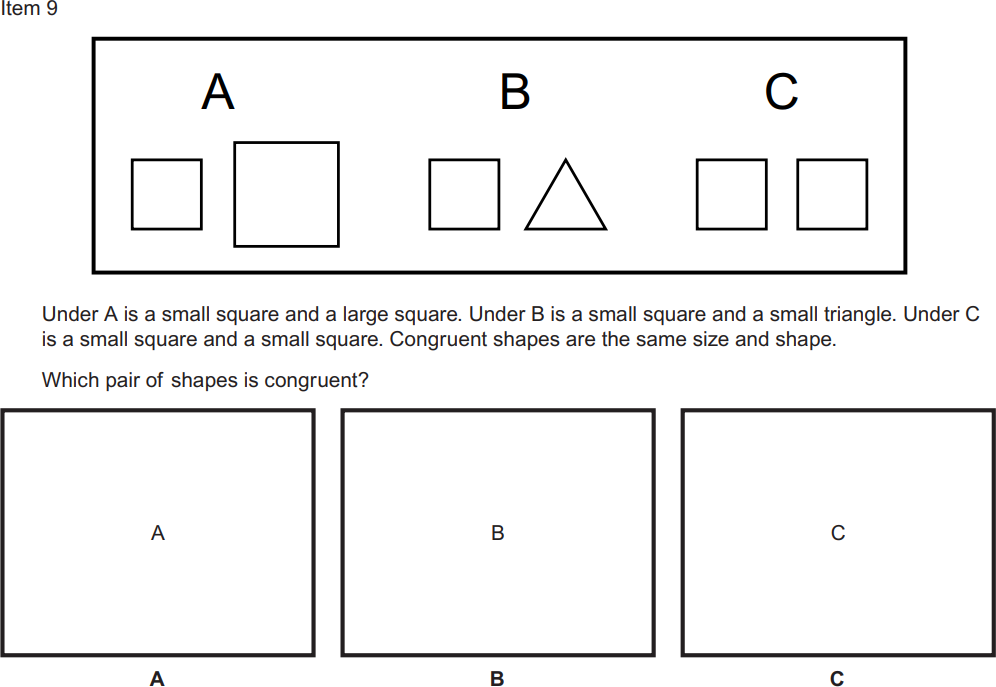 Item 9
A B C
Under A is a small square and a large square. Under B is a small square and a small triangle. Under C
is a small square and a small square. Congruent shapes are the same size and shape.
Which pair of shapes is congruent?
A B C
A B C